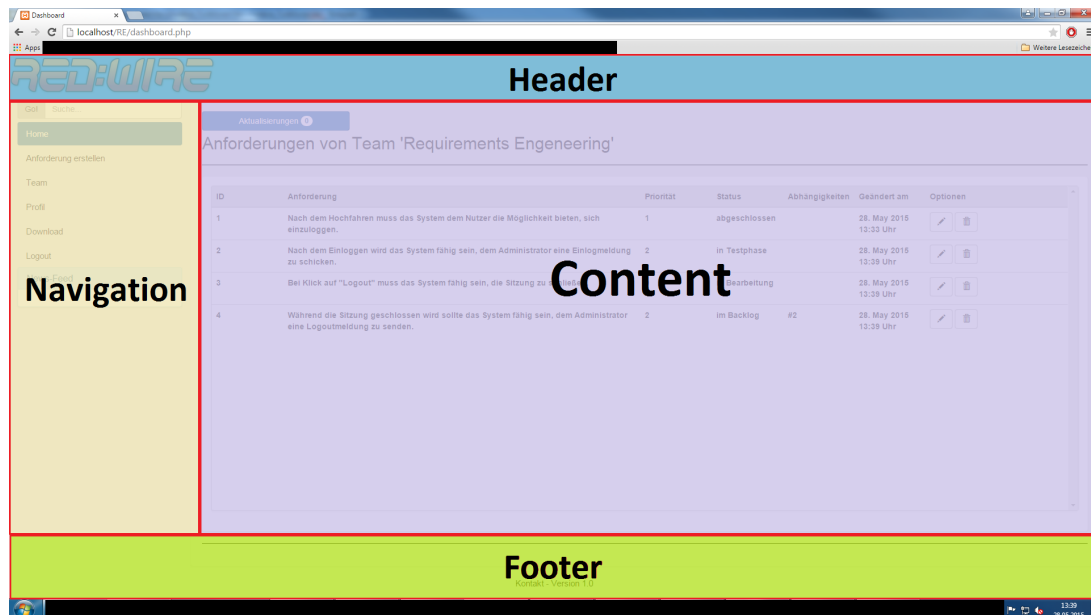 Dashboard
localhost/RE/dashboard.php
Apps
Weitere Lesezeiche
RED:WIRE
Header
Go! Suche
Home
Anforderung erstellen
Team
Profil
Download
Logout
Navigation
Aktualisierungen 0
Anforderungen von Team 'Requirements Engeneering'
ID Anforderung Priorität Status Abhängigkeiten Geändert am Optionen
1 Nach dem Hochfahren muss das System dem Nutzer die Möglichkeit bieten, sich 1 abgeschlossen 28. May 2015
einzuloggen. 13:33 Uhr
2 Nach dem Einloggen wird das System fähig sein, dem Administrator eine Einlogmeldung 2 in Testphase 28. May 2015
zu schicken. 13:39 Uhr
3 Bei Klick auf "Logout" muss das System fähig sein, die Sitzung zu Bearbeitung 28. May 2015
13:39 Uhr
4 Während die Sitzung geschlossen wird sollte das System fähig sein, dem Administrator 2 im Backlog #2 28. May 2015
eine Logoutmeldung zu senden. 13:39 Uhr
Content
Footer
Kontakt - Version 1.0
13:39
28.05.2015